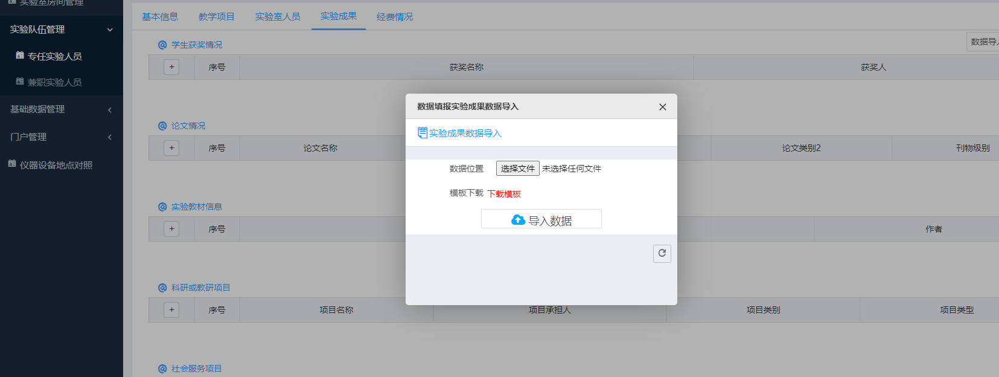 实验室房间管理
实验队伍管理
专任实验人员
兼职实验人员
基础数据管理
门户管理
仪器设备地点对照
基本信息 教学项目 实验室人员 实验成果 经费情况
学生获奖情况
数据导
+ 序号 获奖名称 获奖人
论文情况
+ 序号 论文名称 论文类别2 刊物级别
实验教材信息
+ 序号 作者
科研或教研项目
+ 序号 项目名称 项目承担人 项目类别 项目类型
社会服务项目
数据填报实验成果数据导入
实验成果数据导入
数据位置 选择文件 未选择任何文件
模板下载 下载模板
导入数据